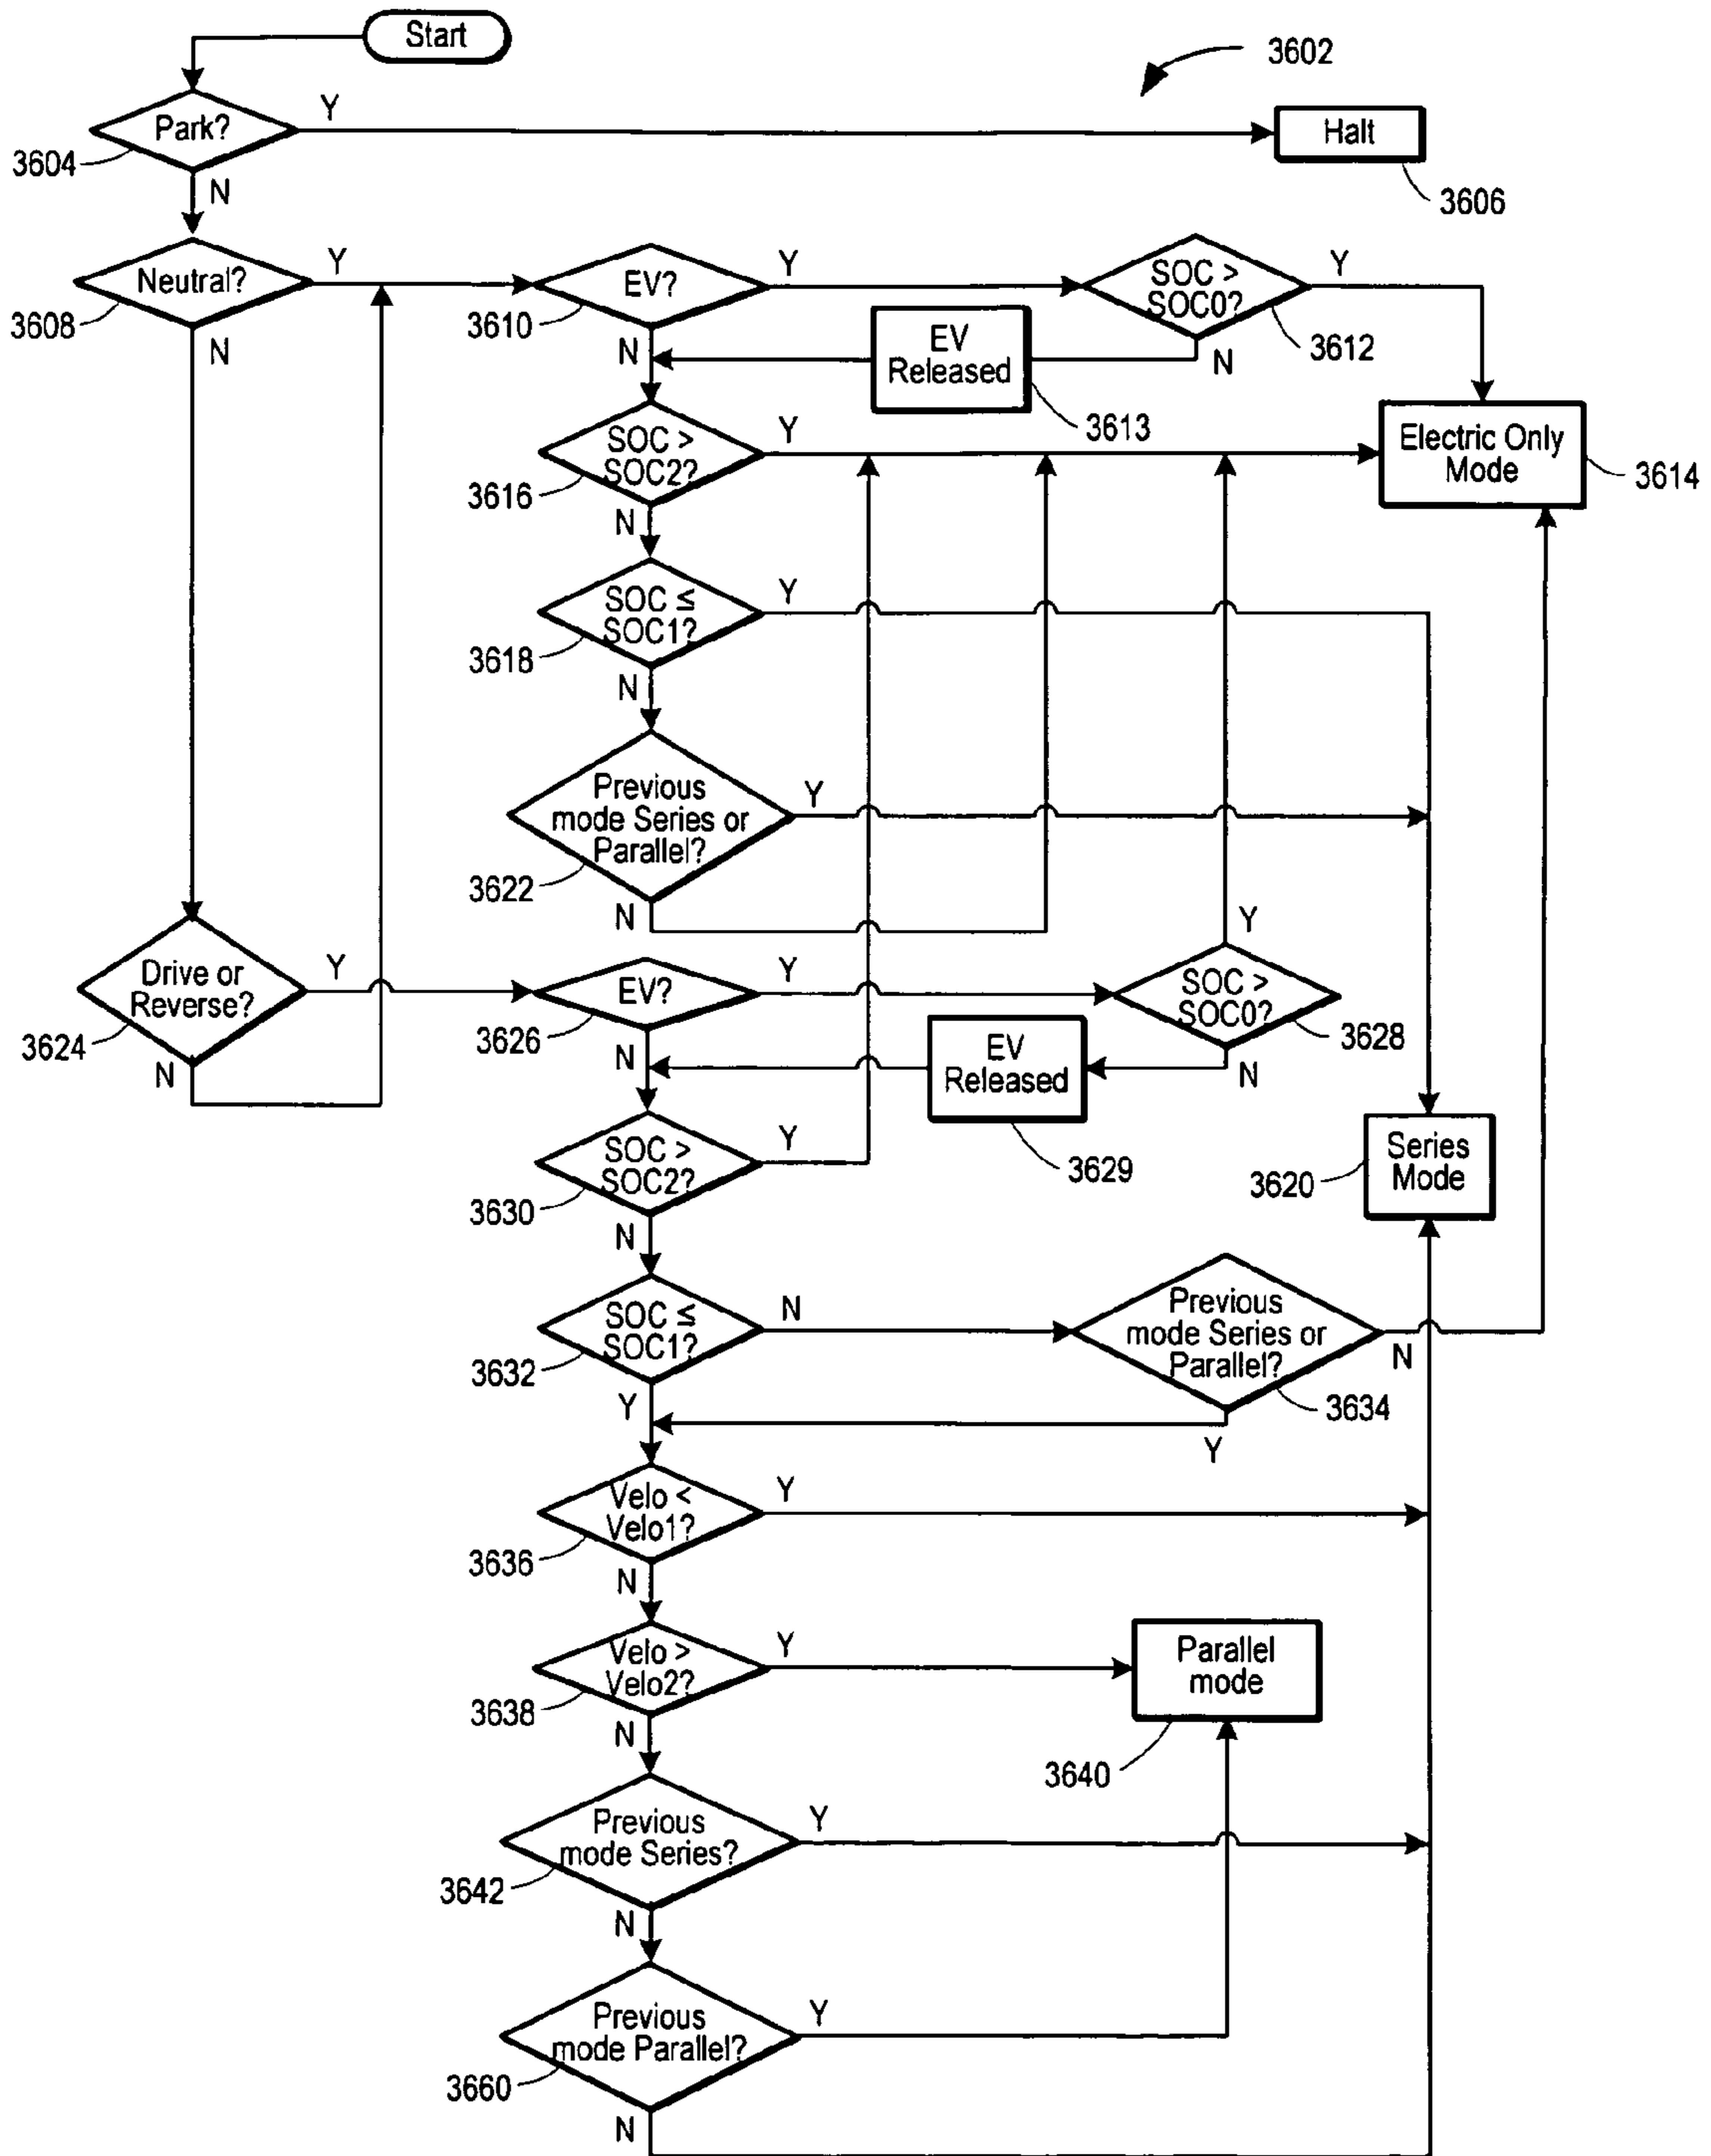 Start
3602
Park?
Y
Halt
3604
N
3606
Neutral?
Y
EV?
Y
SOC >
SOC0?
Y
3608
N
3610
N
EV
Released
3612
N
3613
SOC >
SOC2?
Y
Electric Only
Mode
3616
N
3614
SOC ≤
SOC1?
Y
3618
N
Previous
mode Series or
Parallel?
Y
3622
N
Drive or
Reverse?
Y
EV?
Y
SOC >
SOC0?
Y
3624
N
3626
N
EV
Released
3628
N
3629
SOC >
SOC2?
Y
Series
Mode
3620
3630
N
SOC ≤
SOC1?
N
Previous
mode Series or
Parallel?
N
3632
Y
3634
Y
Velo <
Velo1?
Y
3636
N
Velo >
Velo2?
Y
Parallel
mode
3638
N
3640
Previous
mode Series?
Y
3642
N
Previous
mode Parallel?
Y
3660
N